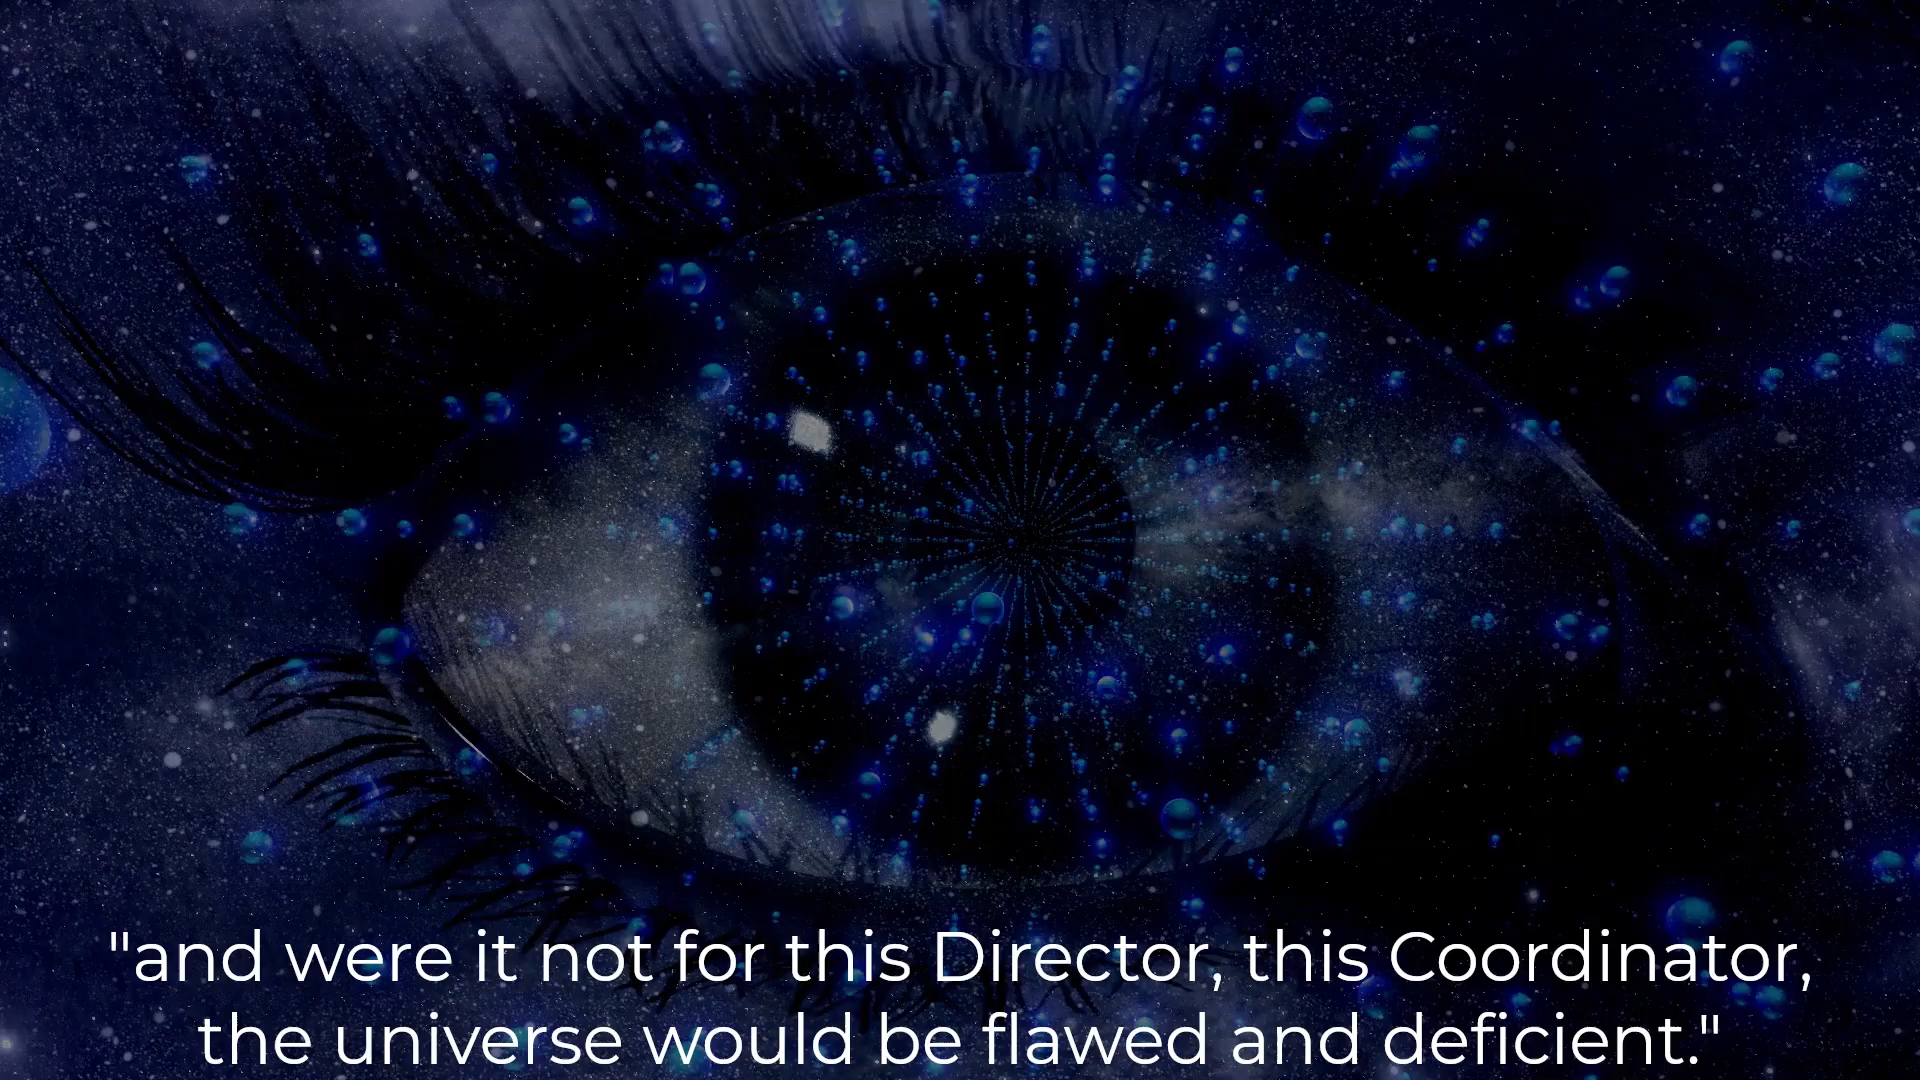 "and were it not for this Director, this Coordinator,
the universe would be flawed and deficient."